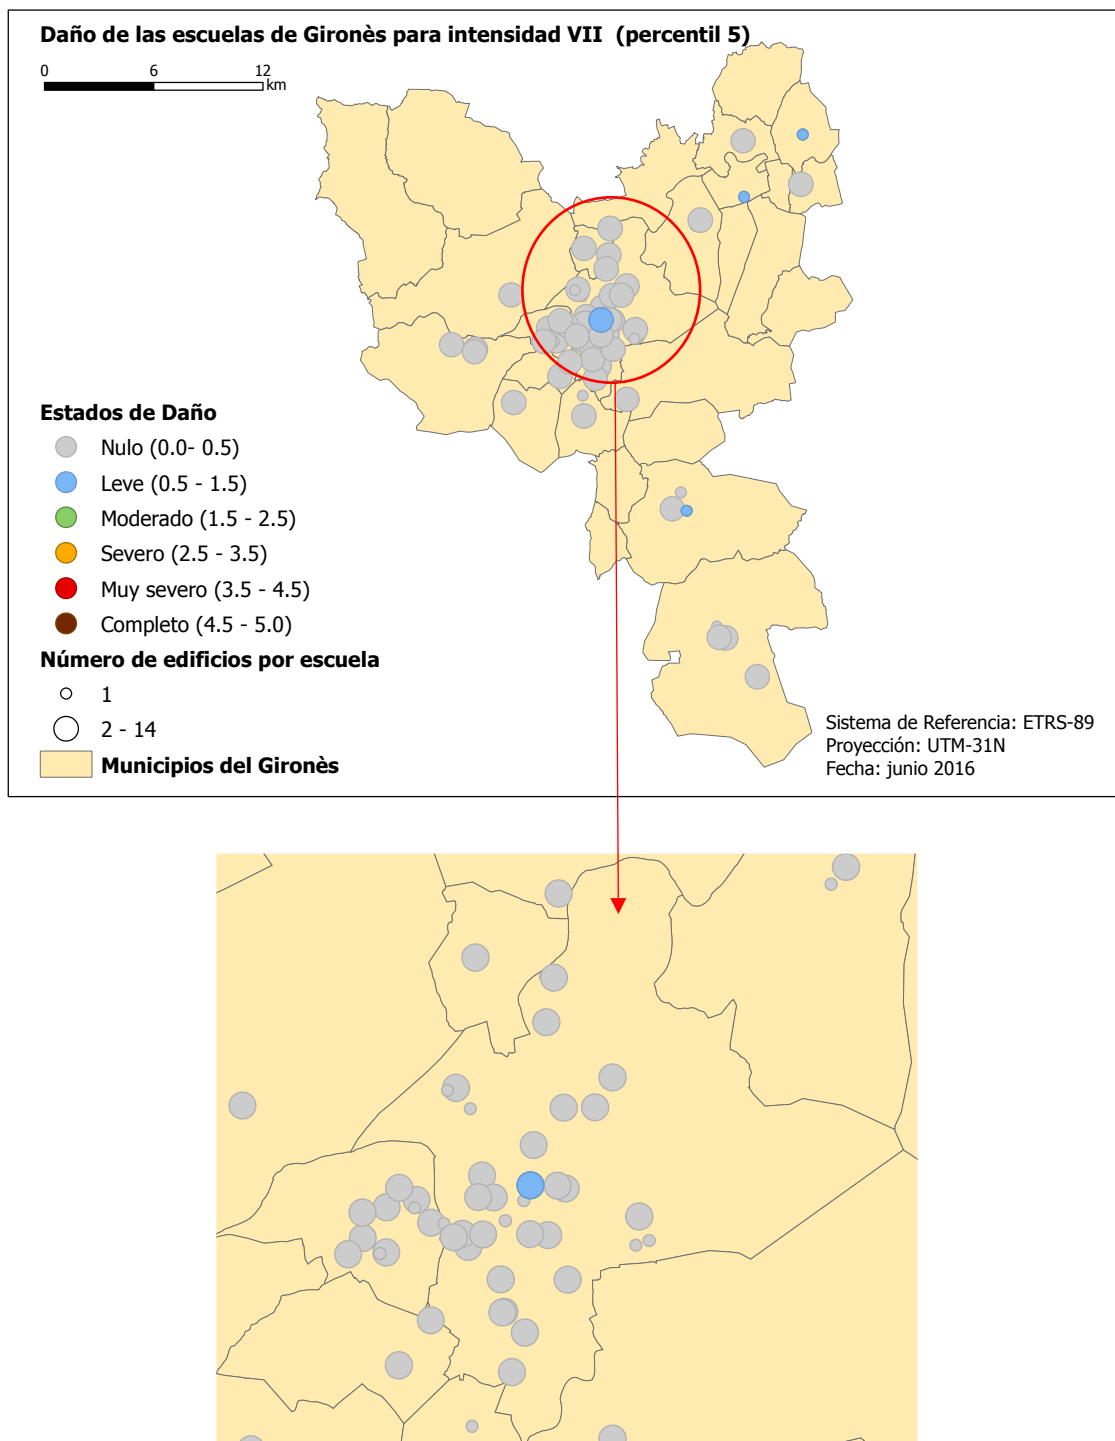 Daño de las escuelas de Gironès para intensidad VII (percentil 5)
0 6 12
km
Estados de Daño
Nulo (0.0- 0.5)
Leve (0.5 - 1.5)
Moderado (1.5 - 2.5)
Severo (2.5 - 3.5)
Muy severo (3.5 - 4.5)
Completo (4.5 - 5.0)
Número de edificios por escuela
1
2 - 14
Municipios del Gironès
Sistema de Referencia: ETRS-89
Proyección: UTM-31N
Fecha: junio 2016